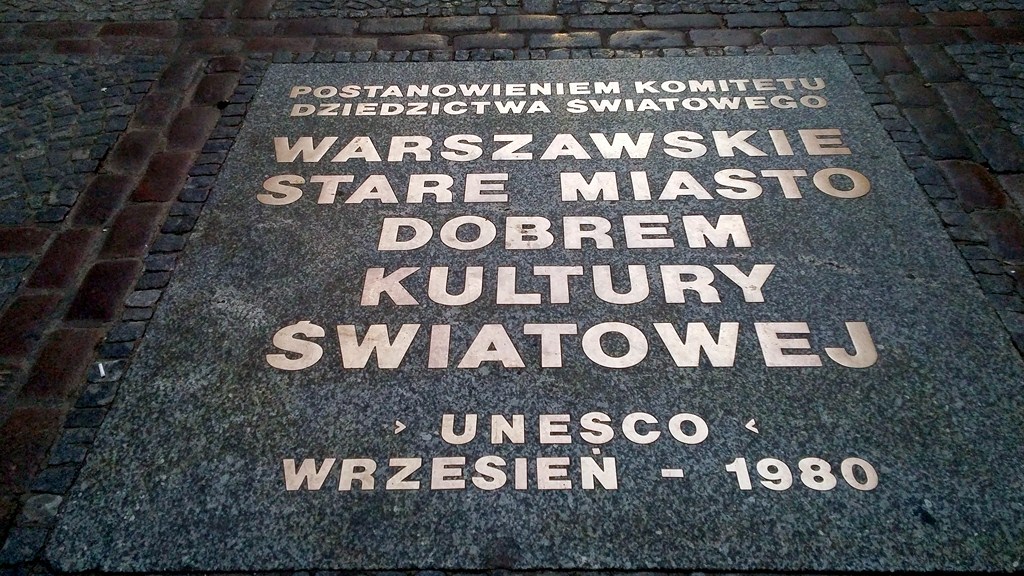 POSTANOWIENIEM KOMITETU
DZIEDZICTWA ŚWIATOWEGO
WARSZAWSKIE
STARE MIASTO
DOBREM
KULTURY
ŚWIATOWEJ
> UNESCO <
WRZESIEŃ - 1980